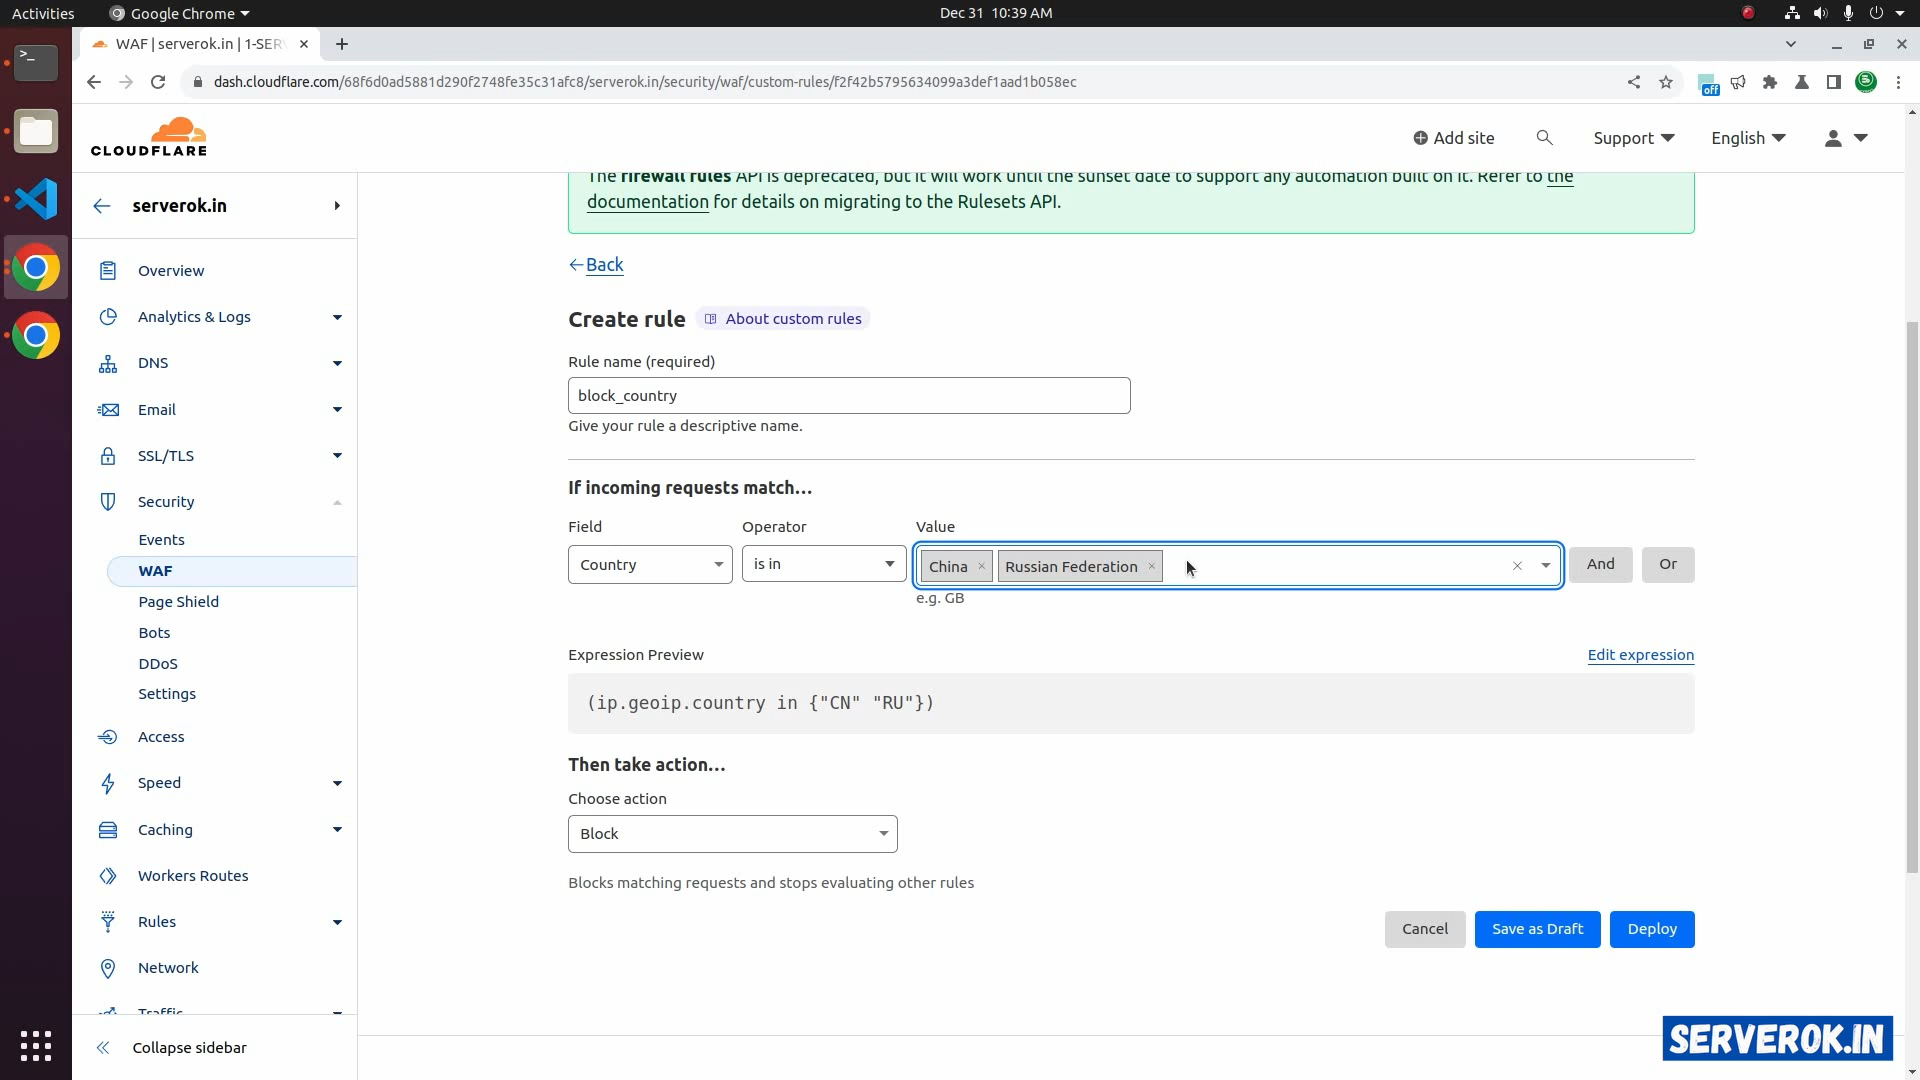 Activities
Google Chrome
Dec 31 10:39 AM
WAF | serverok.in | 1-SER
dash.cloudflare.com/68f6d0ad5881d290f2748fe35c31afc8/serverok.in/security/waf/custom-rules/f2f42b5795634099a3def1aad1b058ec
off
CLOUDFLARE
Add site
Support
English
serverok.in
The firewall rules API is deprecated, but it will work until the sunset date to support any automation built on it. Refer to the
documentation for details on migrating to the Rulesets API.
Overview
Analytics & Logs
DNS
Email
SSL/TLS
Security
Events
WAF
Page Shield
Bots
DDoS
Settings
Access
Speed
Caching
Workers Routes
Rules
Network
Traffic
Collapse sidebar
Back
Create rule
About custom rules
Rule name (required)
block_country
Give your rule a descriptive name.
If incoming requests match...
Field
Operator
Value
Country
is in
China ×
Russian Federation ×
And
Or
e.g. GB
Expression Preview
Edit expression
(ip.geoip.country in {"CN" "RU"})
Then take action...
Choose action
Block
Blocks matching requests and stops evaluating other rules
Cancel
Save as Draft
Deploy
SERVEROK.IN